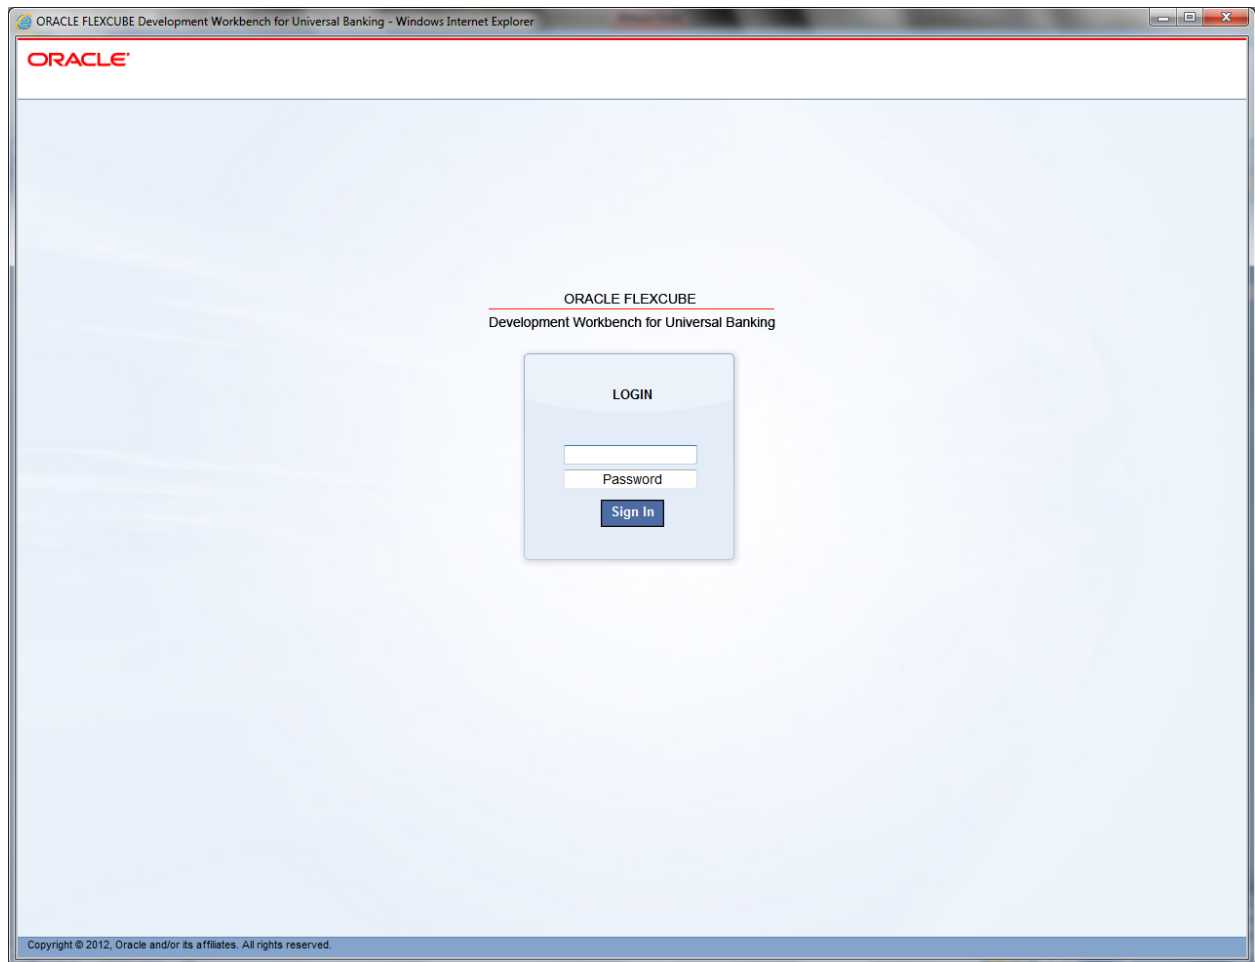 ORACLE FLEXCUBE Development Workbench for Universal Banking - Windows Internet Explorer
ORACLE®
ORACLE FLEXCUBE
Development Workbench for Universal Banking
LOGIN
Password
Sign In
Copyright © 2012, Oracle and/or its affiliates. All rights reserved.